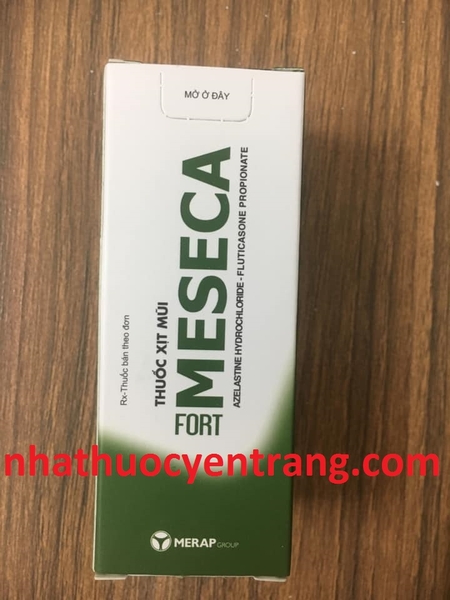 MỞ Ở ĐÂY
Rx-Thuốc bán theo đơn
THUỐC XỊT MŨI
MESECA
FORT
AZELASTINE HYDROCHLORIDE - FLUTICASONE PROPIONATE
nhathuocyentrang.com
MERAP GROUP